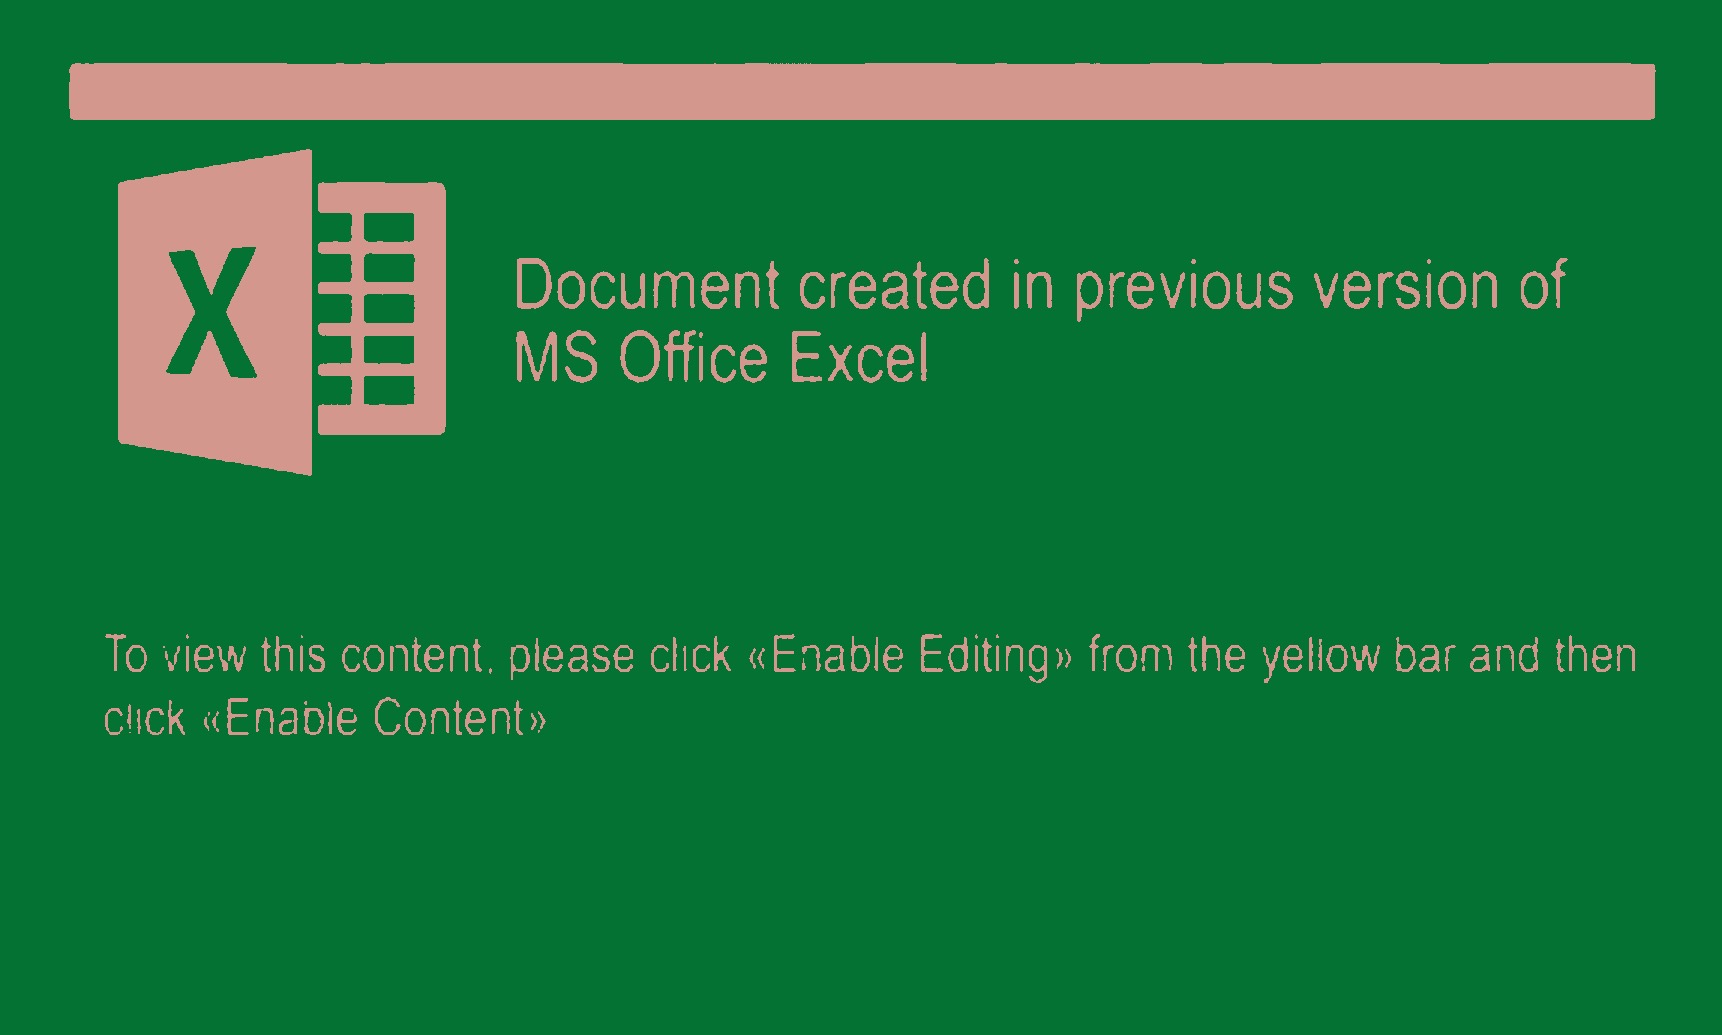 X
Document created in previous version of
MS Office Excel
To view this content, please click «Enable Editing» from the yellow bar and then
click «Enable Content»